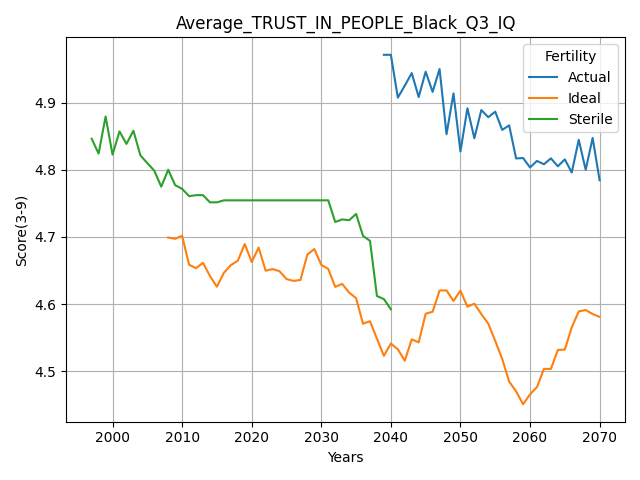 Average_TRUST_IN_PEOPLE_Black_Q3_IQ
Fertility
Actual
Ideal
Sterile
Score(3-9)
4.9
4.8
4.7
4.6
4.5
2000 2010 2020 2030 2040 2050 2060 2070
Years